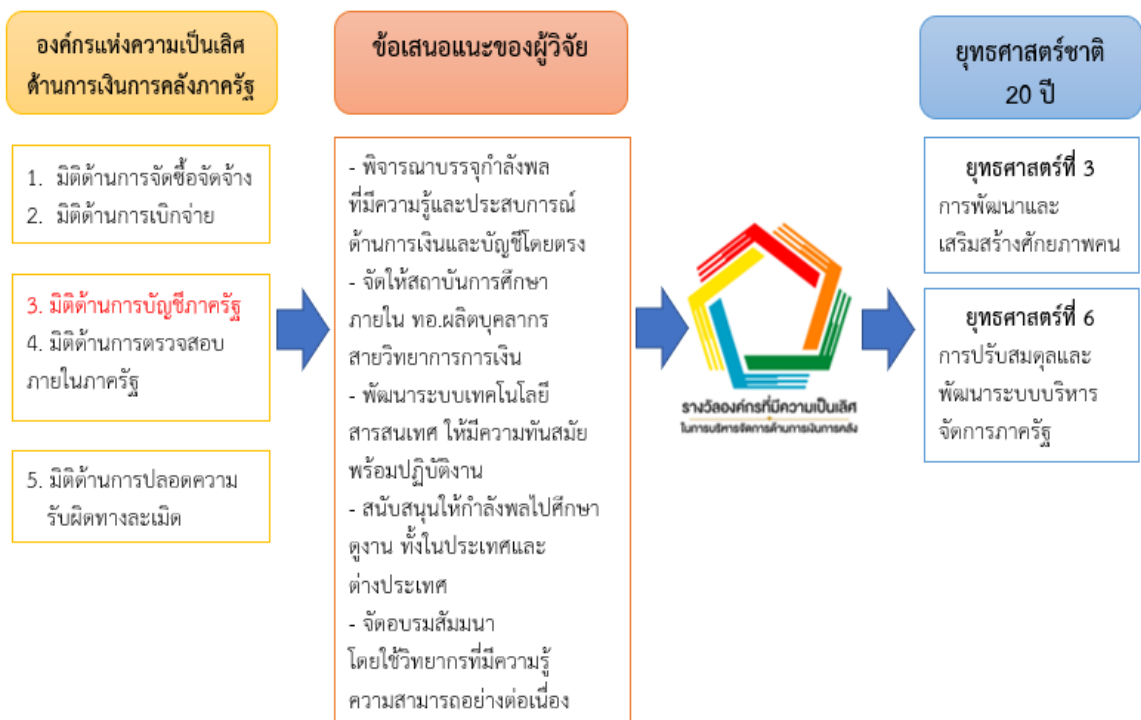 องค์กรแห่งความเป็นเลิศ
ด้านการเงินการคลังภาครัฐ
1. มิติด้านการจัดซื้อจัดจ้าง
2. มิติด้านการเบิกจ่าย
3. มิติด้านการบัญชีภาครัฐ
4. มิติด้านการตรวจสอบ
ภายในภาครัฐ
5. มิติด้านการปลอดความ
รับผิดทางละเมิด
ข้อเสนอแนะของผู้วิจัย
- พิจารณาบรรจุกำลังพล
ที่มีความรู้และประสบการณ์
ด้านการเงินและบัญชีโดยตรง
- จัดให้สถาบันการศึกษา
ภายใน ทอ.ผลิตบุคลากร
สายวิทยาการการเงิน
- พัฒนาระบบเทคโนโลยี
สารสนเทศ ให้มีความทันสมัย
พร้อมปฏิบัติงาน
- สนับสนุนให้กำลังพลไปศึกษา
ดูงาน ทั้งในประเทศและ
ต่างประเทศ
- จัดอบรมสัมมนา
โดยใช้วิทยากรที่มีความรู้
ความสามารถอย่างต่อเนื่อง
รางวัลองค์กรที่มีความเป็นเลิศ
ในการบริหารจัดการด้านการเงินการคลัง
ยุทธศาสตร์ชาติ
20 ปี
ยุทธศาสตร์ที่ 3
การพัฒนาและ
เสริมสร้างศักยภาพคน
ยุทธศาสตร์ที่ 6
การปรับสมดุลและ
พัฒนาระบบบริหาร
จัดการภาครัฐ